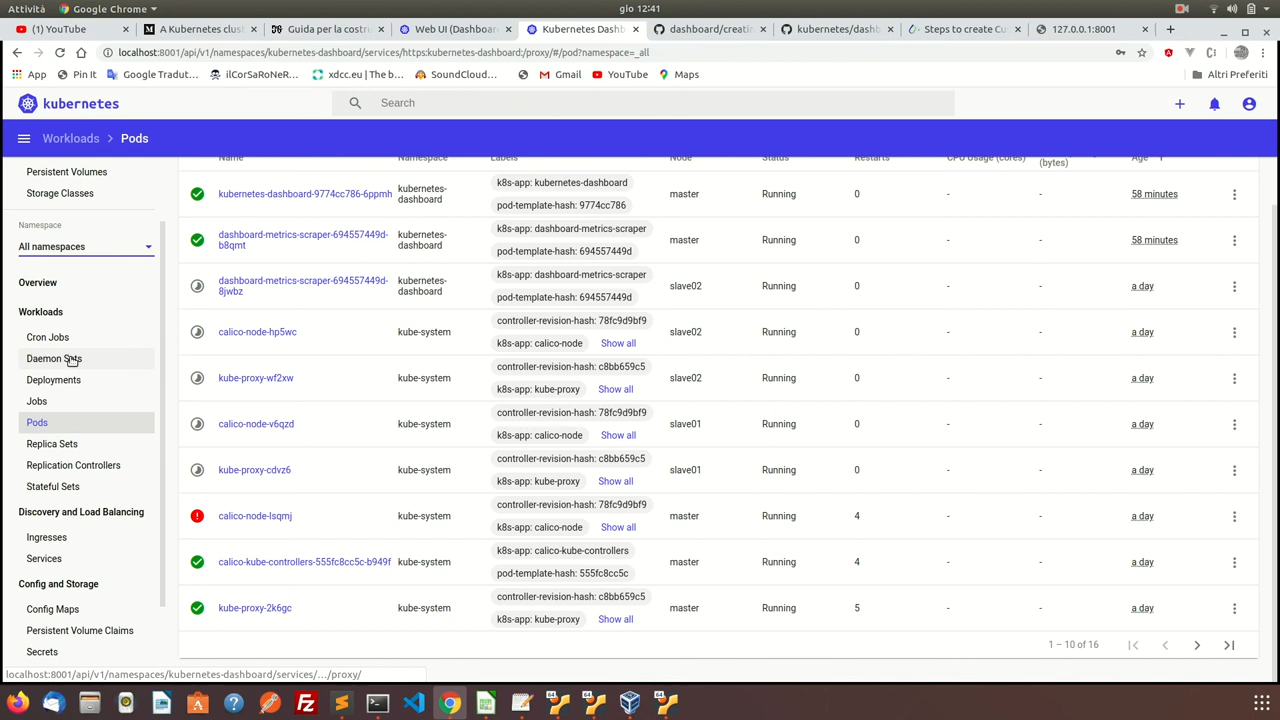 Attività
Google Chrome
gio 12:41
(1) YouTube
A Kubernetes clust
Guida per la costru
Web UI (Dashboard
Kubernetes Dashb
dashboard/creatin
kubernetes/dashb
Steps to create Cu
127.0.0.1:8001
localhost:8001/api/v1/namespaces/kubernetes-dashboard/services/https:kubernetes-dashboard:/proxy/#/pod?namespace=_all
App
Pin It
Google Tradut...
ilCorSaRoNeR...
xdcc.eu | The b...
SoundCloud...
Gmail
YouTube
Maps
Altri Preferiti
kubernetes
Search
Workloads > Pods
Persistent Volumes
Storage Classes
Namespace
All namespaces
Overview
Workloads
Cron Jobs
Daemon Sets
Deployments
Jobs
Pods
Replica Sets
Replication Controllers
Stateful Sets
Discovery and Load Balancing
Ingresses
Services
Config and Storage
Config Maps
Persistent Volume Claims
Secrets
Name Namespace Labels Node Status Restarts CPU Usage (cores) (bytes) Age
kubernetes-dashboard-9774cc786-6ppmh kubernetes-dashboard k8s-app: kubernetes-dashboard master Running 0 - - 58 minutes
pod-template-hash: 9774cc786
dashboard-metrics-scraper-694557449d-b8qmt kubernetes-dashboard k8s-app: dashboard-metrics-scraper master Running 0 - - 58 minutes
pod-template-hash: 694557449d
dashboard-metrics-scraper-694557449d-8jwbz kubernetes-dashboard k8s-app: dashboard-metrics-scraper slave02 Running 0 - - a day
pod-template-hash: 694557449d
calico-node-hp5wc kube-system controller-revision-hash: 78fc9d9bf9 slave02 Running 0 - - a day
k8s-app: calico-node Show all
kube-proxy-wf2xw kube-system controller-revision-hash: c8bb659c5 slave02 Running 0 - - a day
k8s-app: kube-proxy Show all
calico-node-v6qzd kube-system controller-revision-hash: 78fc9d9bf9 slave01 Running 0 - - a day
k8s-app: calico-node Show all
kube-proxy-cdvz6 kube-system controller-revision-hash: c8bb659c5 slave01 Running 0 - - a day
k8s-app: kube-proxy Show all
calico-node-lsqmj kube-system controller-revision-hash: 78fc9d9bf9 master Running 4 - - a day
k8s-app: calico-node Show all
calico-kube-controllers-555fc8cc5c-b949f kube-system k8s-app: calico-kube-controllers master Running 4 - - a day
pod-template-hash: 555fc8cc5c
kube-proxy-2k6gc kube-system controller-revision-hash: c8bb659c5 master Running 5 - - a day
k8s-app: kube-proxy Show all
1 – 10 of 16
localhost:8001/api/v1/namespaces/kubernetes-dashboard/services/.../proxy/